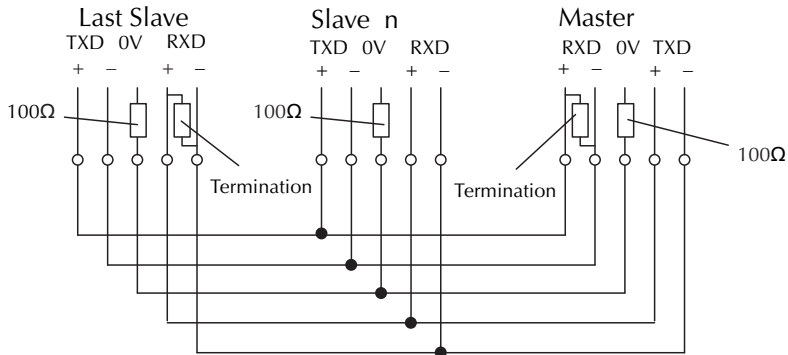 Last Slave Slave n Master
TXD 0V RXD TXD 0V RXD RXD 0V TXD
+ − + − + − + − + − + −
100Ω 100Ω 100Ω
Termination Termination